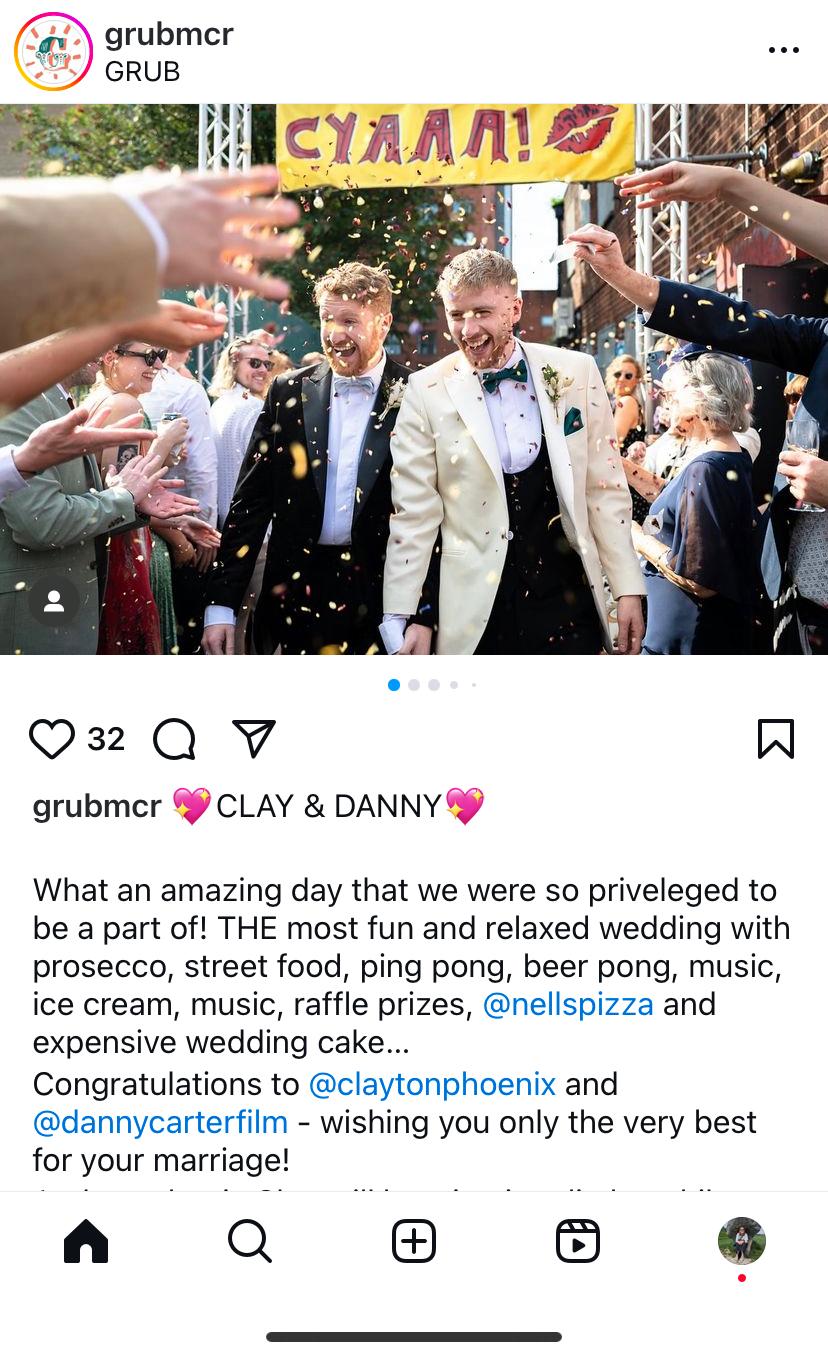 grubmcr
GRUB
CYAAA!
32
grubmcr 💖CLAY & DANNY💖
What an amazing day that we were so priveleged to
be a part of! THE most fun and relaxed wedding with
prosecco, street food, ping pong, beer pong, music,
ice cream, music, raffle prizes, @nellspizza and
expensive wedding cake...
Congratulations to @claytonphoenix and
@dannycarterfilm - wishing you only the very best
for your marriage!